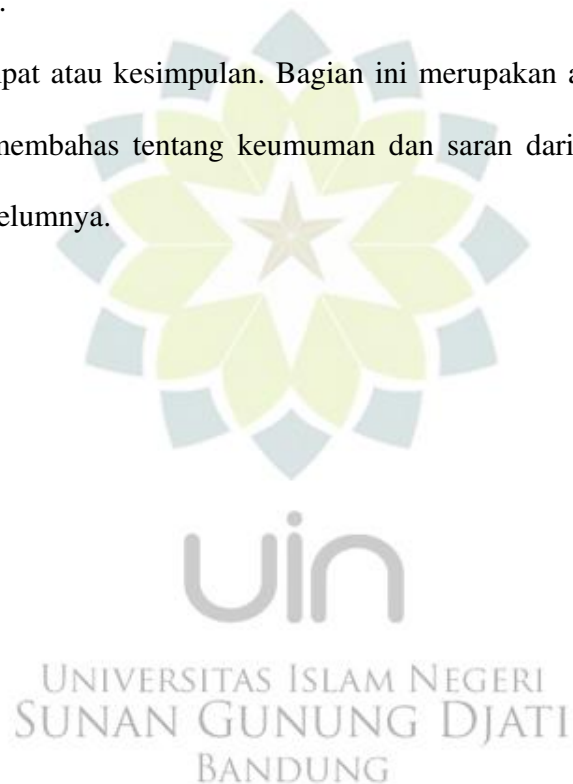 .
pat atau kesimpulan. Bagian ini merupakan a
membahas tentang keumuman dan saran dari
elumnya.
uin
UNIVERSITAS ISLAM NEGERI
SUNAN GUNUNG DJATI
BANDUNG